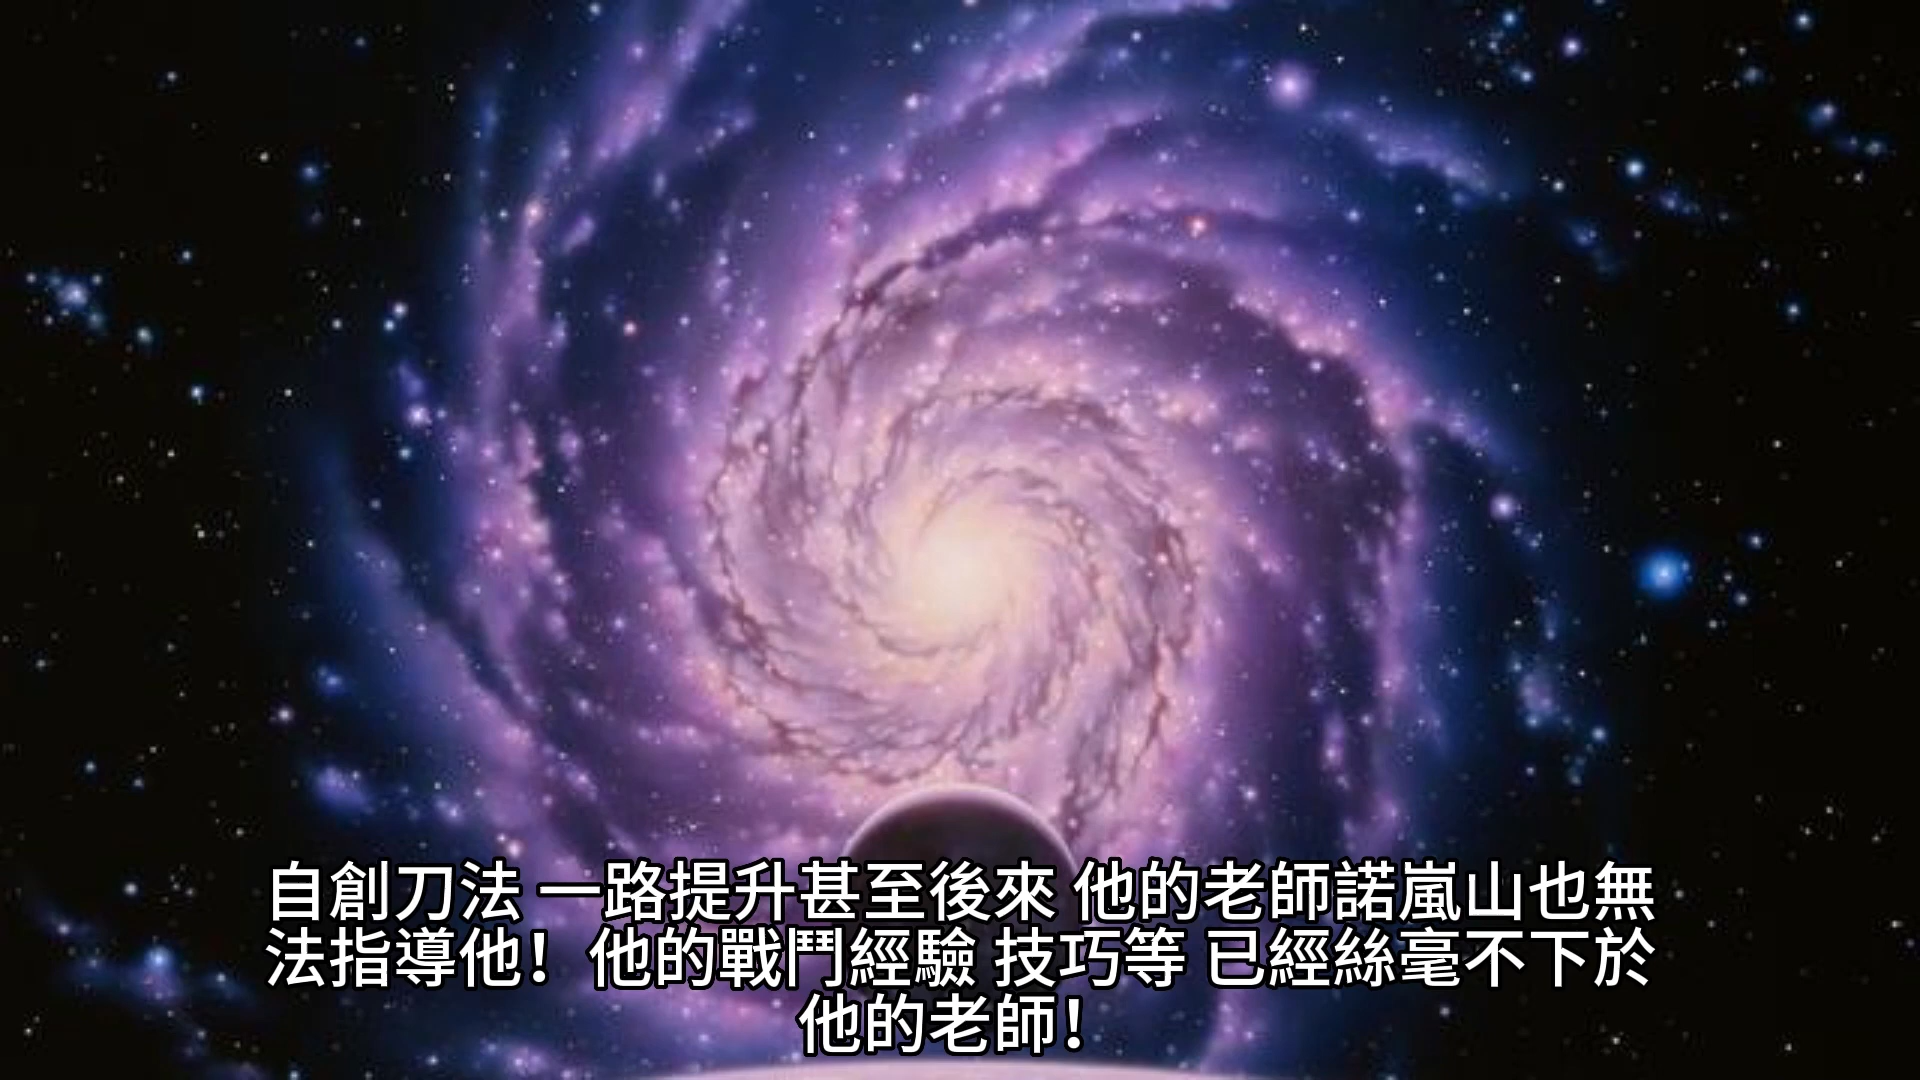 自創刀法 一路提升甚至後來 他的老師諾嵐山也無
法指導他！他的戰鬥經驗 技巧等 已經絲毫不下於
他的老師！